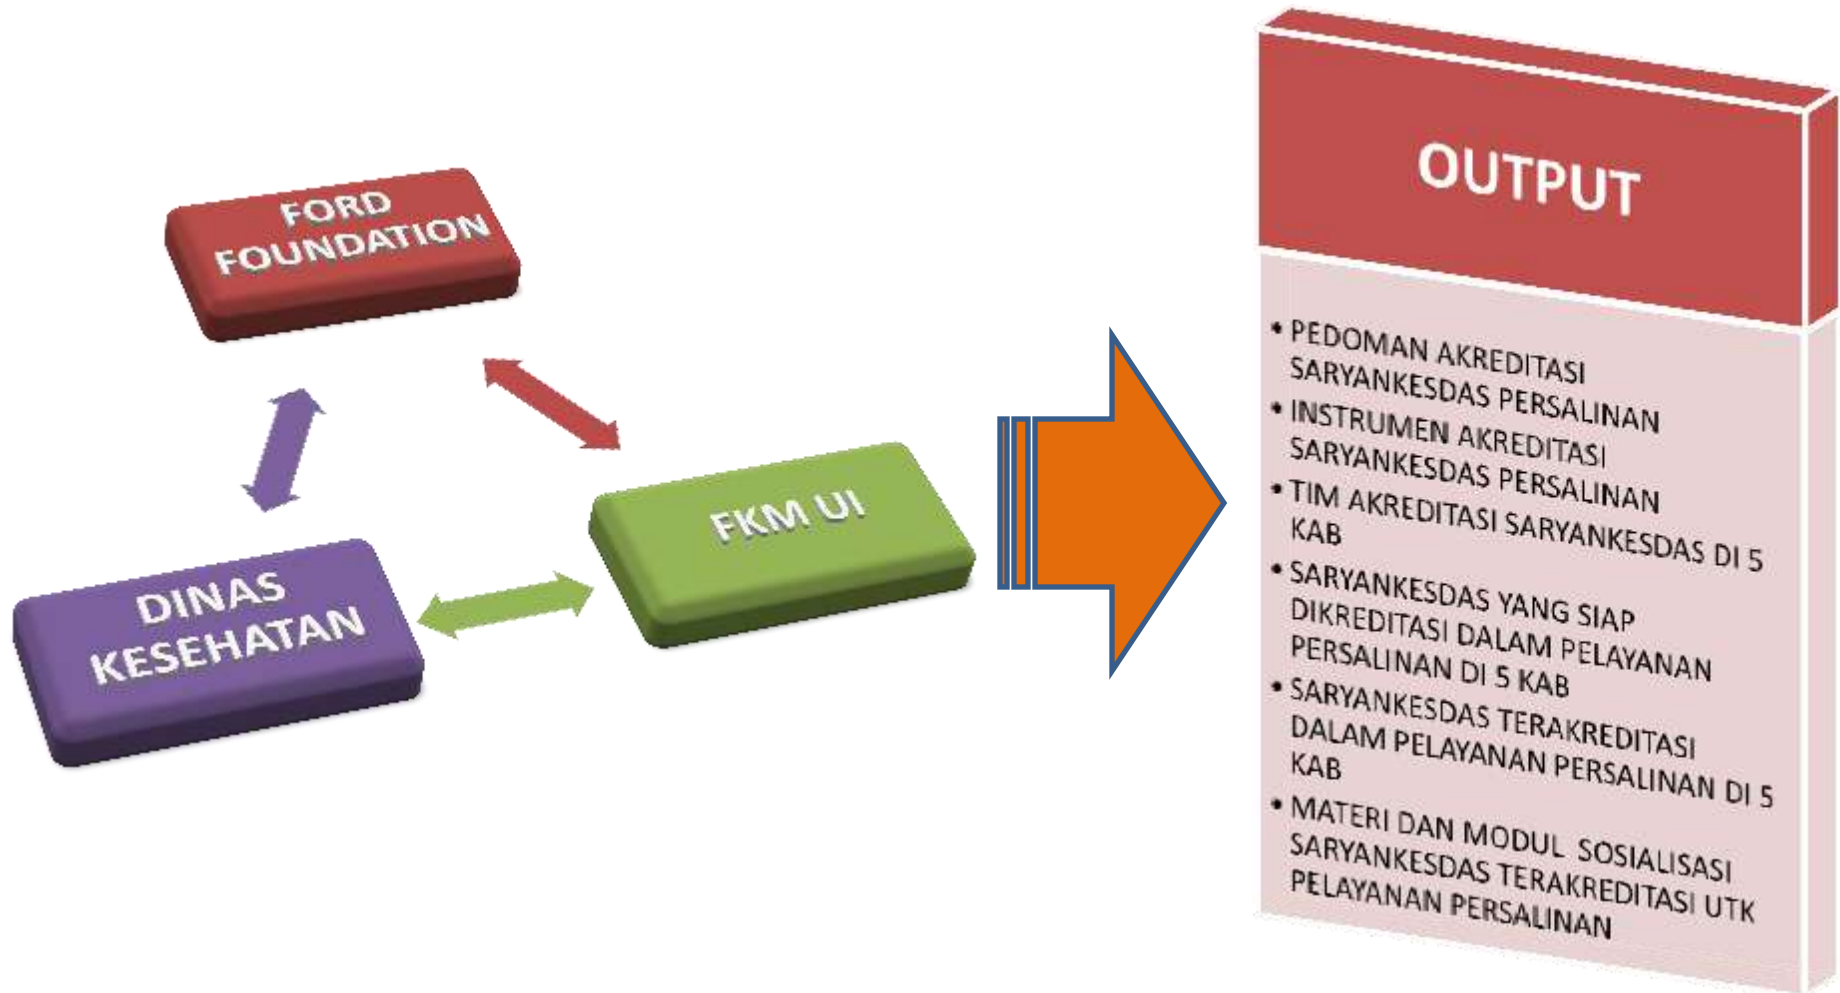 FORD
FOUNDATION
FKM UI
DINAS
KESEHATAN
OUTPUT
• PEDOMAN AKREDITASI
SARYANKESDAS PERSALINAN
• INSTRUMEN AKREDITASI
SARYANKESDAS PERSALINAN
• TIM AKREDITASI SARYANKESDAS DI 5
KAB
• SARYANKESDAS YANG SIAP
DIKREDITASI DALAM PELAYANAN
PERSALINAN DI 5 KAB
• SARYANKESDAS TERAKREDITASI
DALAM PELAYANAN PERSALINAN DI 5
KAB
• MATERI DAN MODUL  SOSIALISASI
SARYANKESDAS TERAKREDITASI UTK
PELAYANAN PERSALINAN